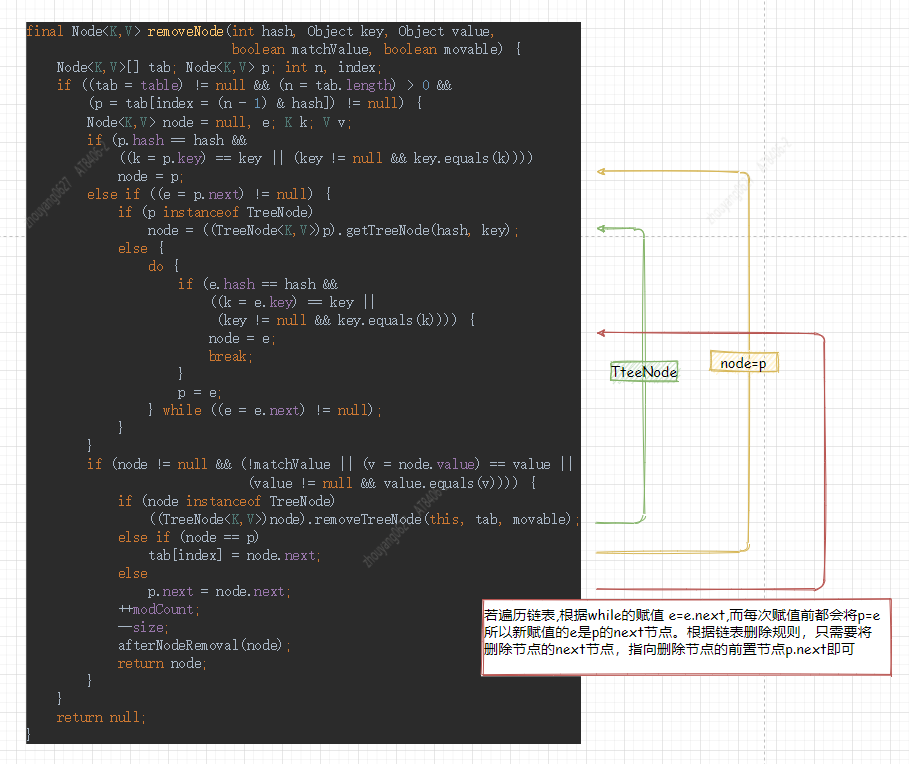 final Node<K,V> removeNode(int hash, Object key, Object value,
boolean matchValue, boolean movable) {
Node<K,V>[] tab; Node<K,V> p; int n, index;
if ((tab = table) != null && (n = tab.length) > 0 &&
(p = tab[index = (n - 1) & hash]) != null) {
Node<K,V> node = null, e; K k; V v;
if (p.hash == hash &&
((k = p.key) == key || (key != null && key.equals(k))))
node = p;
else if ((e = p.next) != null) {
if (p instanceof TreeNode)
node = ((TreeNode<K,V>)p).getTreeNode(hash, key);
else {
do {
if (e.hash == hash &&
((k = e.key) == key ||
(key != null && key.equals(k)))) {
node = e;
break;
}
p = e;
} while ((e = e.next) != null);
}
}
if (node != null && (!matchValue || (v = node.value) == value ||
(value != null && value.equals(v)))) {
if (node instanceof TreeNode)
((TreeNode<K,V>)node).removeTreeNode(this, tab, movable);
else if (node == p)
tab[index] = node.next;
else
p.next = node.next;
++modCount;
--size;
afterNodeRemoval(node);
return node;
}
}
return null;
}
TteeNode
node=p
若遍历链表,根据while的赋值 e=e.next,而每次赋值前都会将p=e
所以新赋值的e是p的next节点。根据链表删除规则，只需要将
删除节点的next节点，指向删除节点的前置节点p.next即可